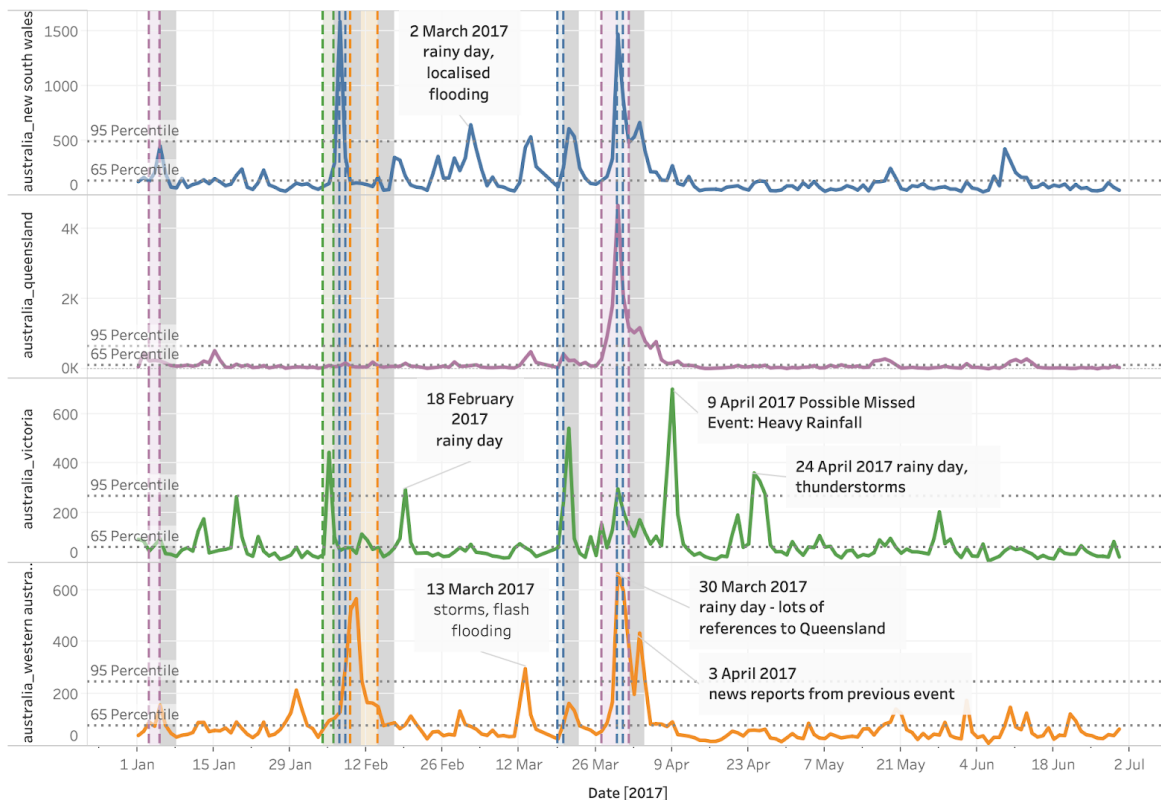 australia_new south wales
1500
1000
500
0
95 Percentile
65 Percentile
2 March 2017
rainy day,
localised
flooding
australia_queensland
4K
2K
0K
95 Percentile
65 Percentile
australia_victoria
600
400
200
0
95 Percentile
65 Percentile
18 February
2017
rainy day
9 April 2017 Possible Missed
Event: Heavy Rainfall
24 April 2017 rainy day,
thunderstorms
australia_western austra..
600
400
200
0
95 Percentile
65 Percentile
13 March 2017
storms, flash
flooding
30 March 2017
rainy day - lots of
references to Queensland
3 April 2017
news reports from previous event
1 Jan
15 Jan
29 Jan
12 Feb
26 Feb
12 Mar
26 Mar
9 Apr
23 Apr
7 May
21 May
4 Jun
18 Jun
2 Jul
Date [2017]